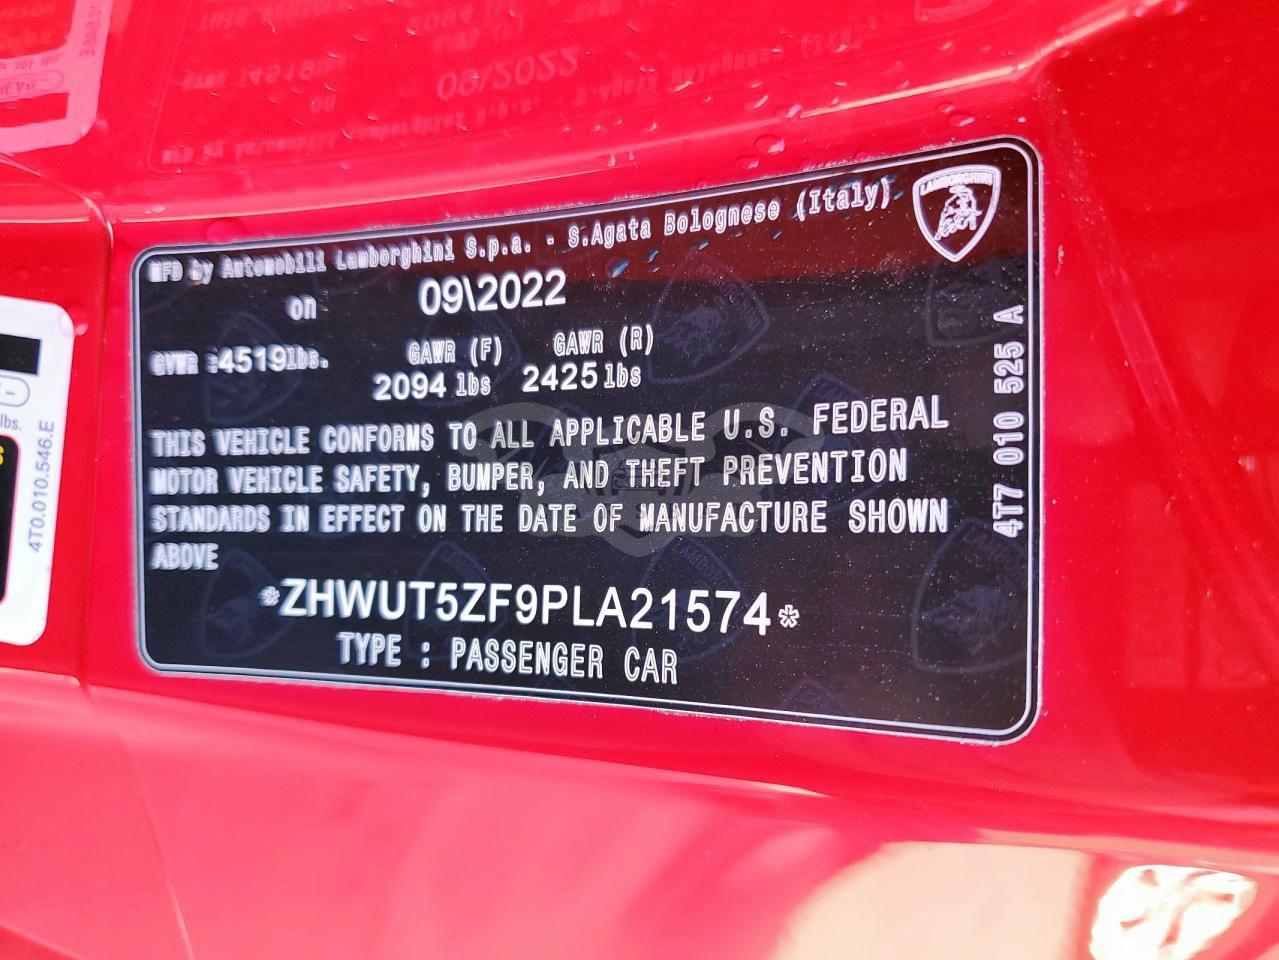 MFD by Automobili Lamborghini S.p.a. - S.Agata Bolognese (Italy)
LAMBORGHINI
on 09\2022
GVWR :4519lbs. GAWR (F) GAWR (R)
2094 lbs 2425 lbs
THIS VEHICLE CONFORMS TO ALL APPLICABLE U.S. FEDERAL
MOTOR VEHICLE SAFETY, BUMPER, AND THEFT PREVENTION
STANDARDS IN EFFECT ON THE DATE OF MANUFACTURE SHOWN
ABOVE
*ZHWUT5ZF9PLA21574*
TYPE : PASSENGER CAR
4T7 010 525 A
lbs.
4T0.010.546.E